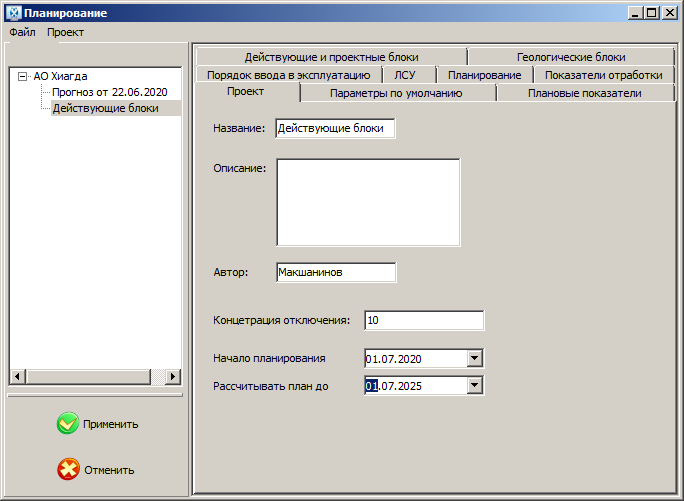 Планирование
Файл Проект
АО Хиагда
Прогноз от 22.06.2020
Действующие блоки
Применить
Отменить
Действующие и проектные блоки Геологические блоки
Порядок ввода в эксплуатацию ЛСУ Планирование Показатели отработки
Проект Параметры по умолчанию Плановые показатели
Название: Действующие блоки
Описание:
Автор: Макшанинов
Концетрация отключения: 10
Начало планирования 01.07.2020
Рассчитывать план до 01.07.2025